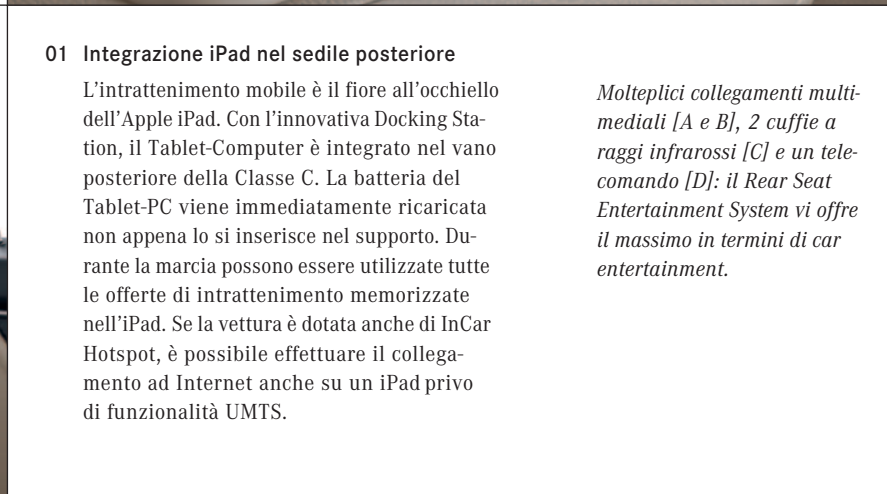 01 Integrazione iPad nel sedile posteriore
L'intrattenimento mobile è il fiore all'occhiello
dell'Apple iPad. Con l'innovativa Docking Sta-
tion, il Tablet-Computer è integrato nel vano
posteriore della Classe C. La batteria del
Tablet-PC viene immediatamente ricaricata
non appena lo si inserisce nel supporto. Du-
rante la marcia possono essere utilizzate tutte
le offerte di intrattenimento memorizzate
nell'iPad. Se la vettura è dotata anche di InCar
Hotspot, è possibile effettuare il collega-
mento ad Internet anche su un iPad privo
di funzionalità UMTS.
Molteplici collegamenti multi-
mediali [A e B], 2 cuffie a
raggi infrarossi [C] e un tele-
comando [D]: il Rear Seat
Entertainment System vi offre
il massimo in termini di car
entertainment.